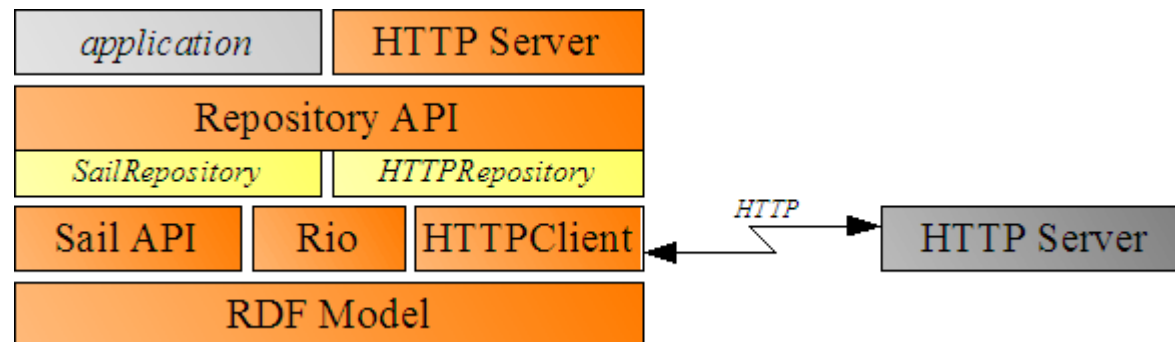 application
HTTP Server
Repository API
SailRepository
HTTPRepository
Sail API
Rio
HTTPClient
HTTP
HTTP Server
RDF Model